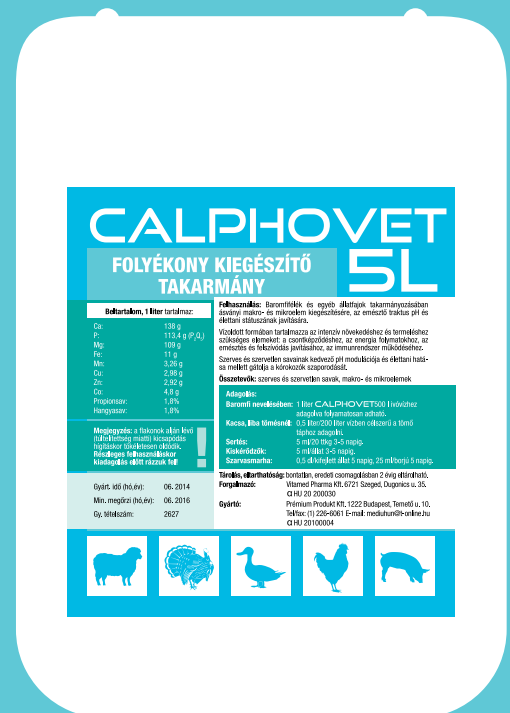 CALPHOVET
FOLYÉKONY KIEGÉSZÍTŐ
TAKARMÁNY
5L
Beltartalom, 1 liter tartalmaz:
Ca: 138 g
P: 113,4 g (P₂O₅)
Mg: 109 g
Fe: 11 g
Mn: 3,26 g
Cu: 2,98 g
Zn: 2,92 g
Co: 4,8 g
Propionsav: 1,8%
Hangyasav: 1,8%
Megjegyzés: a flakonok alján lévő
(túltelítettség miatti) kicsapódás
hígításkor tökéletesen oldódik.
Részleges felhasználáskor
kiadagolás előtt rázzuk fel!
!
Gyárt. idő (hó,év): 06. 2014
Min. megőrzi (hó,év): 06. 2016
Gy. tételszám: 2627
Felhasználás: Baromfifélék és egyéb állatfajok takarmányozásában
ásványi makro- és mikroelem kiegészítésére, az emésztő traktus pH és
élettani státuszának javítására.
Vízoldott formában tartalmazza az intenzív növekedéshez és termeléshez
szükséges elemeket: a csontképződéshez, az energia folymatokhoz, az
emésztés és felszívódás javításához, az immunrendszer működéséhez.
Szerves és szervetlen savainak kedvező pH moduliációja és élettani hatá-
sa mellett gátolja a kórokozók szaporodását.
Összetevők: szerves és szervetlen savak, makro- és mikroelemek
Adagolás:
Baromfi nevelésében: 1 liter CALPHOVET500 l ivóvízhez
adagolva folyamatosan adható.
Kacsa, liba tömésnél: 0,5 liter/200 liter vízben célszerű a tömő
táphoz adagolni.
Sertés: 5 ml/20 ttkg 3-5 napig.
Kiskérődzők: 5 ml/állat 3-5 napig.
Szarvasmarha: 0,5 dl/kifejlett állat 5 napig, 25 ml/borjú 5 napig.
Tárolás, eltarthatóság: bontatlan, eredeti csomagolásban 2 évig eltárolható.
Forgalmazó: Vitamed Pharma Kft. 6721 Szeged, Dugonics u. 35.
α HU 20 200030
Gyártó: Prémium Produkt Kft. 1222 Budapest, Temető u. 10.
Tel/fax: (1) 226-6061 E-mail: mediuhun@t-online.hu
α HU 20100004